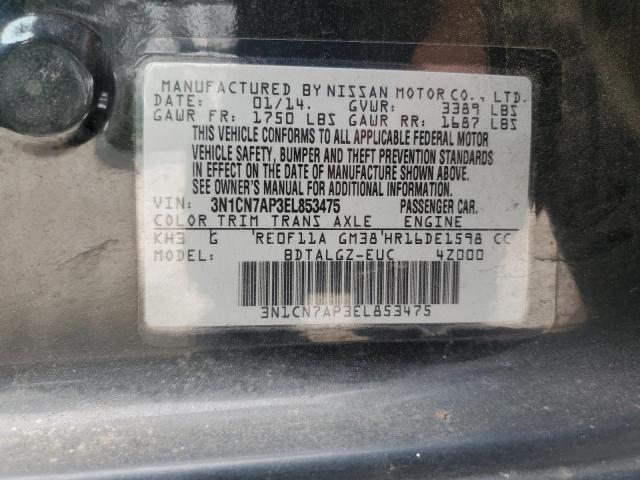 MANUFACTURED BY NISSAN MOTOR CO., LTD.
DATE: 01/14. GVWR: 3389 LBS
GAWR FR: 1750 LBS GAWR RR: 1687 LBS
THIS VEHICLE CONFORMS TO ALL APPLICABLE FEDERAL MOTOR
VEHICLE SAFETY, BUMPER AND THEFT PREVENTION STANDARDS
IN EFFECT ON THE DATE OF MANUFACTURE SHOWN ABOVE.
SEE OWNER'S MANUAL FOR ADDITIONAL INFORMATION.
VIN: 3N1CN7AP3EL853475 PASSENGER CAR.
COLOR TRIM TRANS AXLE ENGINE
KH3 G RE0F11A GM38 HR16DE1598 CC
MODEL: BDTALGZ-EUC 4Z000
3N1CN7AP3EL853475